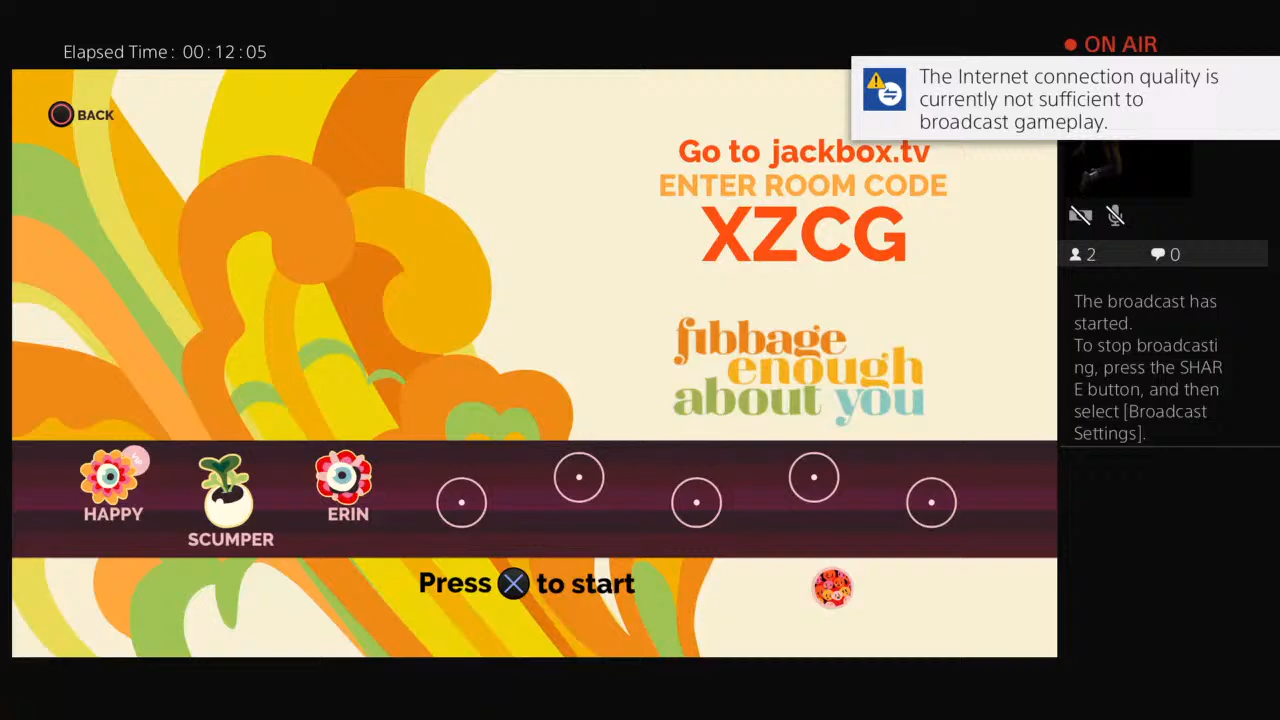 Elapsed Time: 00:12:05
ON AIR
The Internet connection quality is
currently not sufficient to
broadcast gameplay.
BACK
Go to jackbox.tv
ENTER ROOM CODE
XZCG
2
0
The broadcast has
started.
To stop broadcasti
ng, press the SHAR
E button, and then
select [Broadcast
Settings].
fibbage
enough
about you
VIP
HAPPY
SCUMPER
ERIN
Press to start